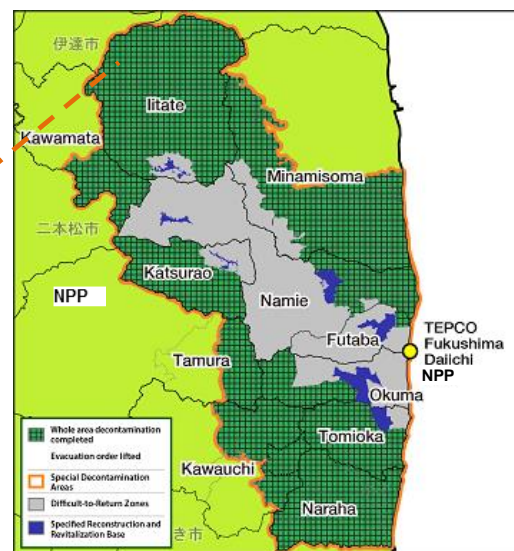 伊達市
Iitate
Kawamata
Minamisoma
二本松市
Katsurao
NPP
Namie
Futaba
TEPCO
Fukushima
Daiichi
NPP
Tamura
Okuma
Tomioka
Kawauchi
Naraha
き市
Whole area decontamination
completed
Evacuation order lifted
Special Decontamination
Areas
Difficult-to-Return Zones
Specified Reconstruction and
Revitalization Base